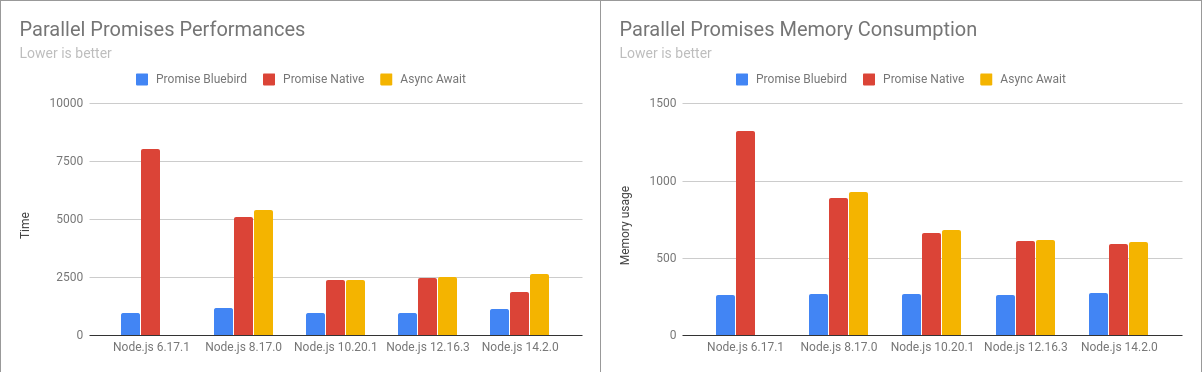 Parallel Promises Performances
Lower is better
Promise Bluebird Promise Native Async Await
10000
7500
5000
2500
0
Time
Node.js 6.17.1 Node.js 8.17.0 Node.js 10.20.1 Node.js 12.16.3 Node.js 14.2.0
Parallel Promises Memory Consumption
Lower is better
Promise Bluebird Promise Native Async Await
1500
1000
500
0
Memory usage
Node.js 6.17.1 Node.js 8.17.0 Node.js 10.20.1 Node.js 12.16.3 Node.js 14.2.0